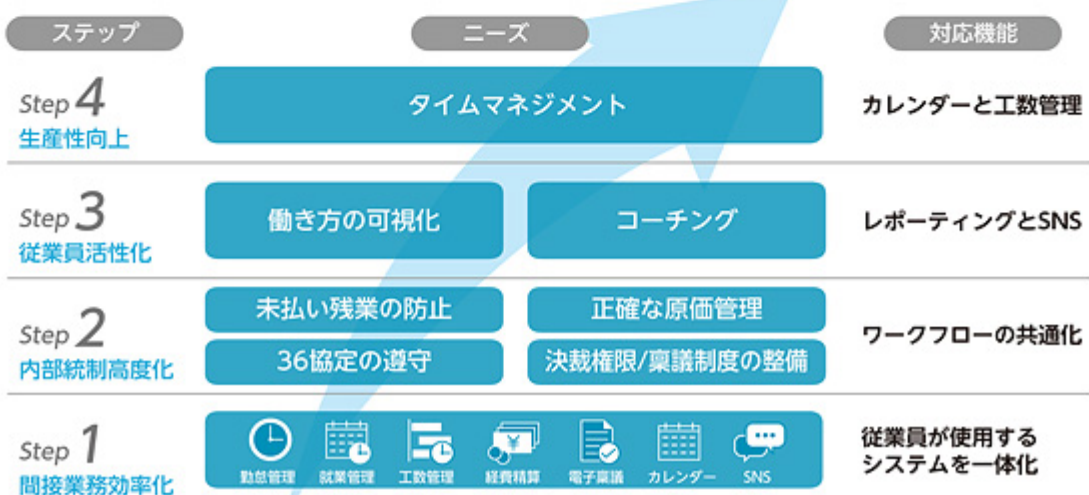 ステップ
ニーズ
対応機能
Step 4
生産性向上
タイムマネジメント
カレンダーと工数管理
Step 3
従業員活性化
働き方の可視化
コーチング
レポーティングとSNS
Step 2
内部統制高度化
未払い残業の防止
正確な原価管理
36協定の遵守
決裁権限/稟議制度の整備
ワークフローの共通化
Step 1
間接業務効率化
勤怠管理
就業管理
工数管理
経費精算
電子稟議
カレンダー
SNS
従業員が使用する
システムを一体化